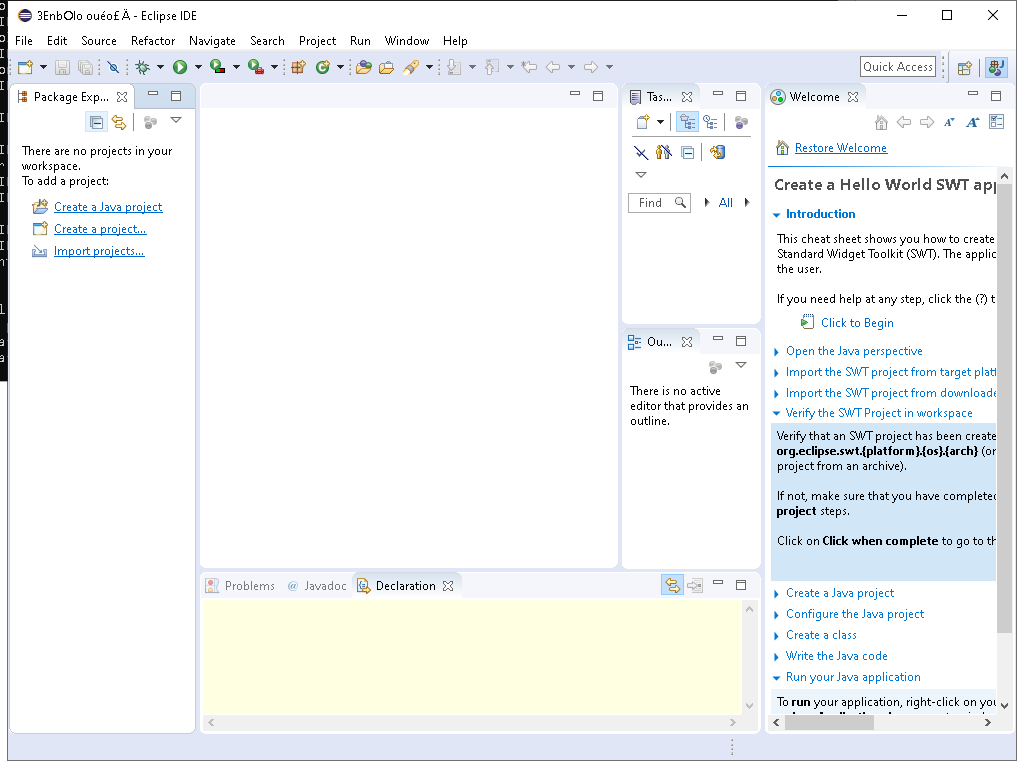 3EnbOlo ouéo£Ä - Eclipse IDE
File Edit Source Refactor Navigate Search Project Run Window Help
Quick Access
Package Exp...
There are no projects in your
workspace.
To add a project:
Create a Java project
Create a project...
Import projects...
Tas...
Find
All
Ou...
There is no active
editor that provides an
outline.
Problems @ Javadoc Declaration
Welcome
Restore Welcome
Create a Hello World SWT app
Introduction
This cheat sheet shows you how to create
Standard Widget Toolkit (SWT). The applic
the user.
If you need help at any step, click the (?) t
Click to Begin
Open the Java perspective
Import the SWT project from target platf
Import the SWT project from downloade
Verify the SWT Project in workspace
Verify that an SWT project has been create
org.eclipse.swt.{platform}.{os}.{arch} (or
project from an archive).
If not, make sure that you have completed
project steps.
Click on Click when complete to go to th
Create a Java project
Configure the Java project
Create a class
Write the Java code
Run your Java application
To run your application, right-click on you